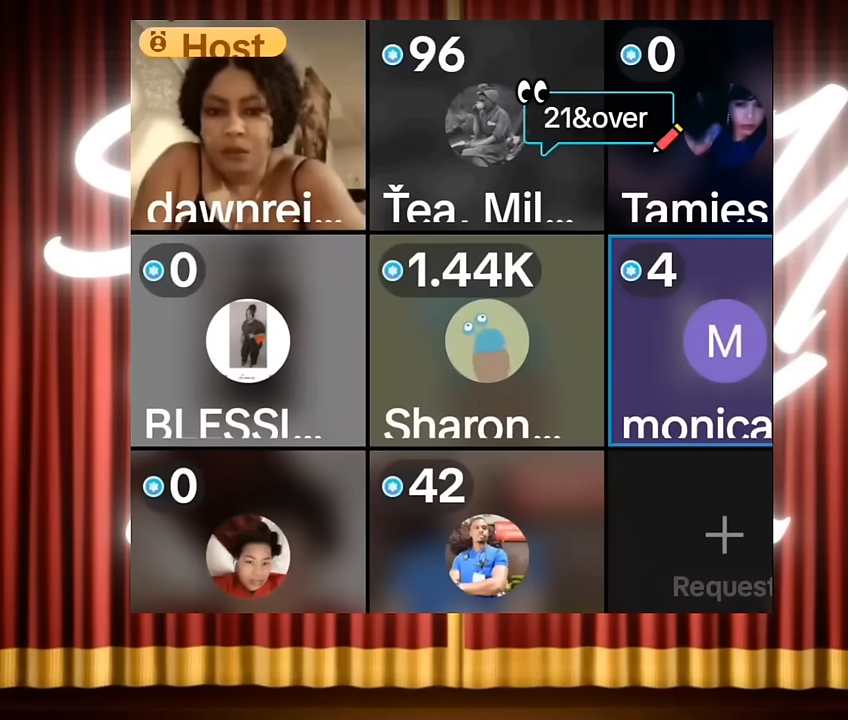 Host
96
0
21&over
dawnrei...
Ťea. Mil...
Tamies
0
1.44K
4
M
BLESSI...
Sharon...
monica
0
42
Request